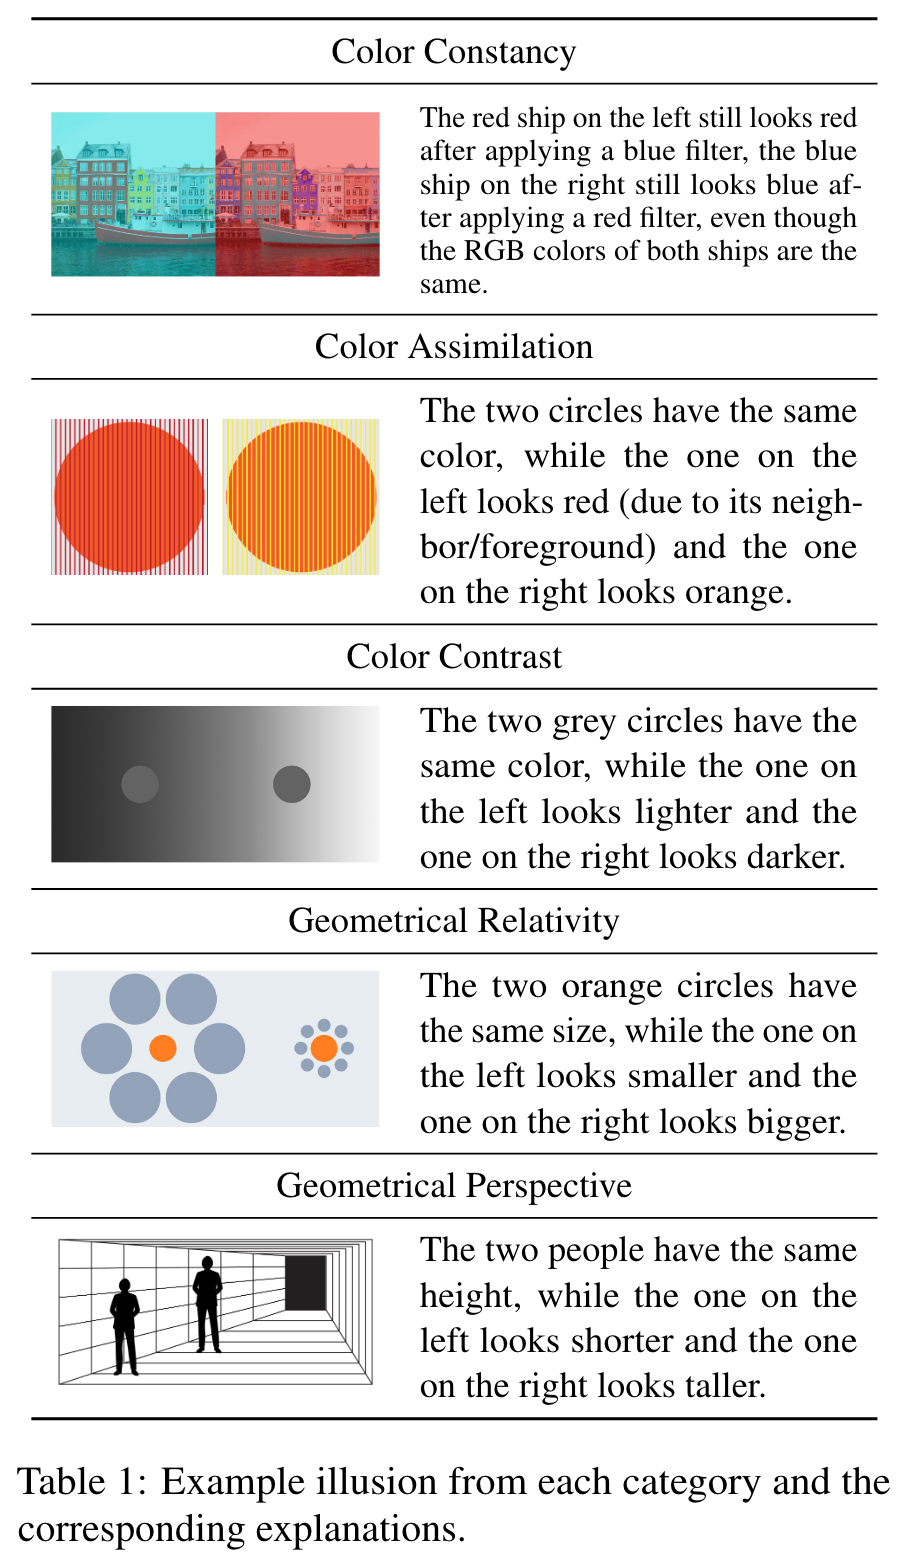 Color Constancy
The red ship on the left still looks red
after applying a blue filter, the blue
ship on the right still looks blue af-
ter applying a red filter, even though
the RGB colors of both ships are the
same.
Color Assimilation
The two circles have the same
color, while the one on the
left looks red (due to its neigh-
bor/foreground) and the one
on the right looks orange.
Color Contrast
The two grey circles have the
same color, while the one on
the left looks lighter and the
one on the right looks darker.
Geometrical Relativity
The two orange circles have
the same size, while the one on
the left looks smaller and the
one on the right looks bigger.
Geometrical Perspective
The two people have the same
height, while the one on the
left looks shorter and the one
on the right looks taller.
Table 1: Example illusion from each category and the
corresponding explanations.